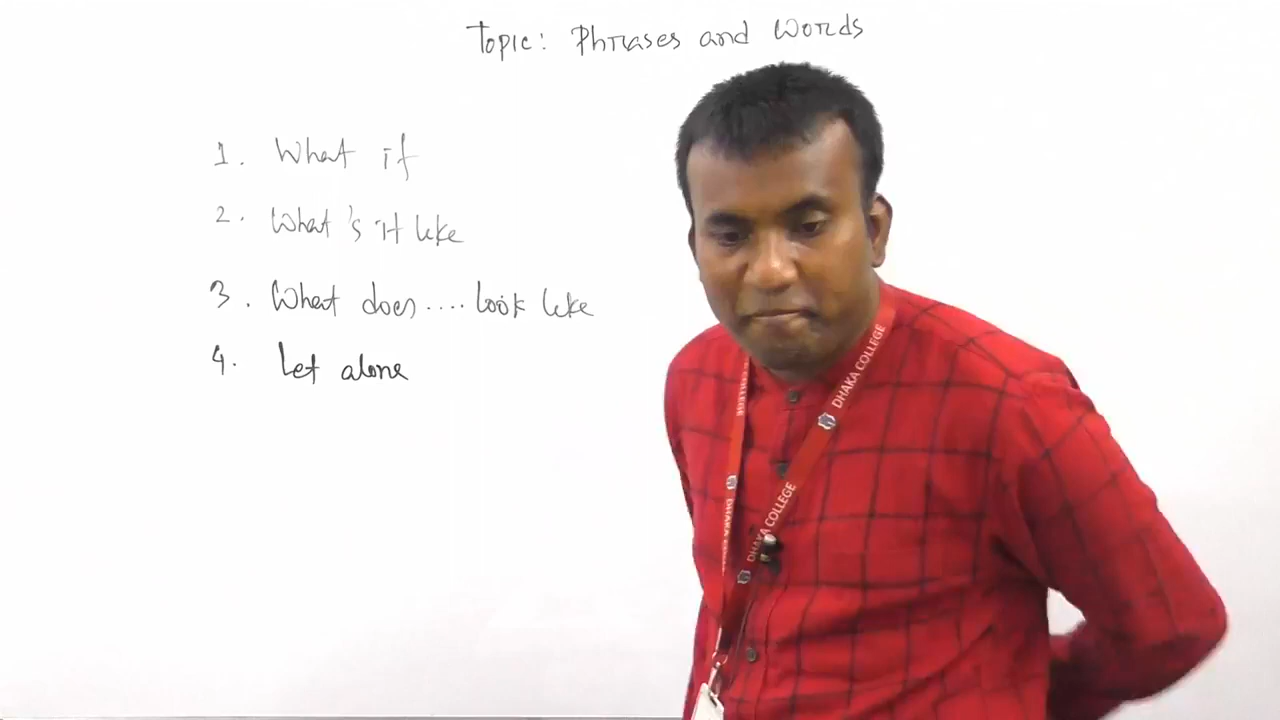 Topic: Phrases and Words
1. What if
2. What's it like
3. What does .... look like
4. Let alone
DHAKA COLLEGE
DHAKA COLLEGE